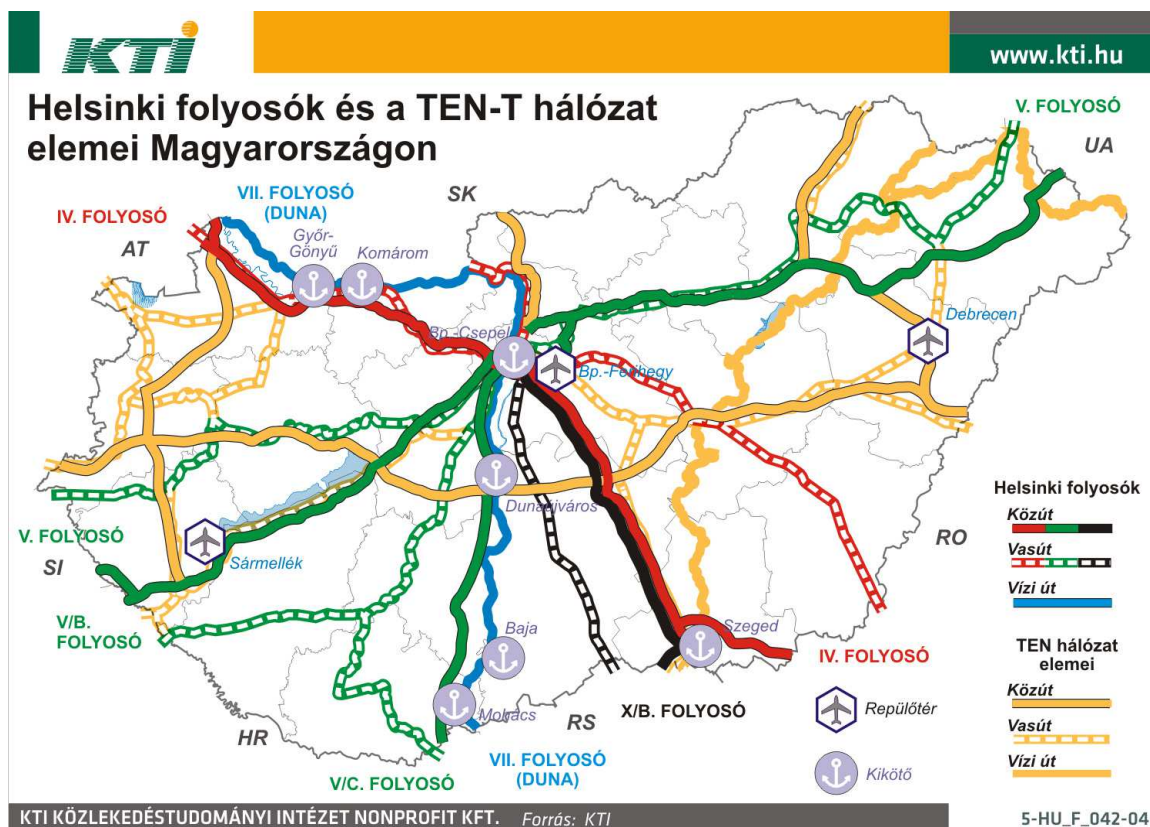 KTI
www.kti.hu
Helsinki folyosók és a TEN-T hálózat
elemei Magyarországon
V. FOLYOSÓ
UA
SK
VII. FOLYOSÓ
(DUNA)
IV. FOLYOSÓ
AT
Győr-
Gönyű
Komárom
Bp.-Csepel
Bp.-Ferihegy
Debrecen
Dunaújváros
V. FOLYOSÓ
SI
Sármellék
V/B.
FOLYOSÓ
Baja
Szeged
Mohács
HR
RS
RO
IV. FOLYOSÓ
X/B. FOLYOSÓ
VII. FOLYOSÓ
(DUNA)
V/C. FOLYOSÓ
Repülőtér
Kikötő
Helsinki folyosók
Közút
Vasút
Vízi út
TEN hálózat
elemei
Közút
Vasút
Vízi út
KTI KÖZLEKEDÉSTUDOMÁNYI INTÉZET NONPROFIT KFT. Forrás: KTI
5-HU_F_042-04